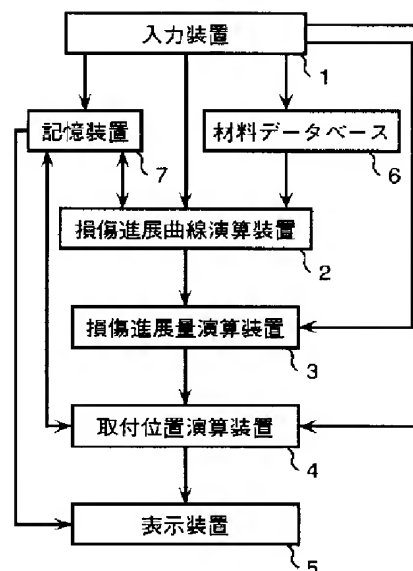 入力装置
1
記憶装置
7
材料データベース
6
損傷進展曲線演算装置
2
損傷進展量演算装置
3
取付位置演算装置
4
表示装置
5